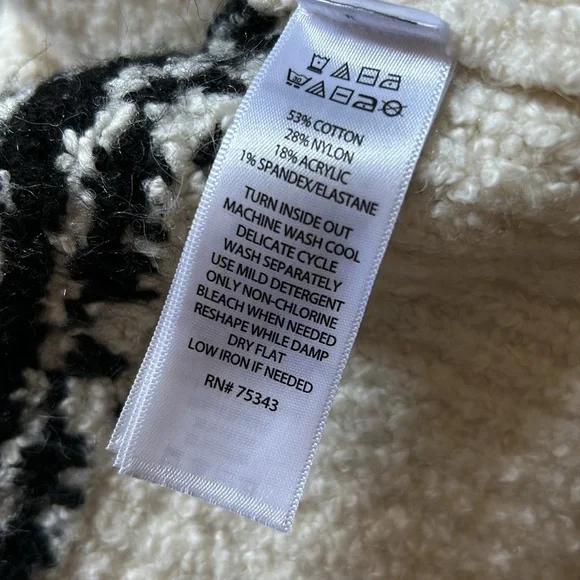 53% COTTON
28% NYLON
18% ACRYLIC
1% SPANDEX/ELASTANE
TURN INSIDE OUT
MACHINE WASH COOL
DELICATE CYCLE
WASH SEPARATELY
USE MILD DETERGENT
ONLY NON-CHLORINE
BLEACH WHEN NEEDED
RESHAPE WHILE DAMP
DRY FLAT
LOW IRON IF NEEDED
RN# 75343